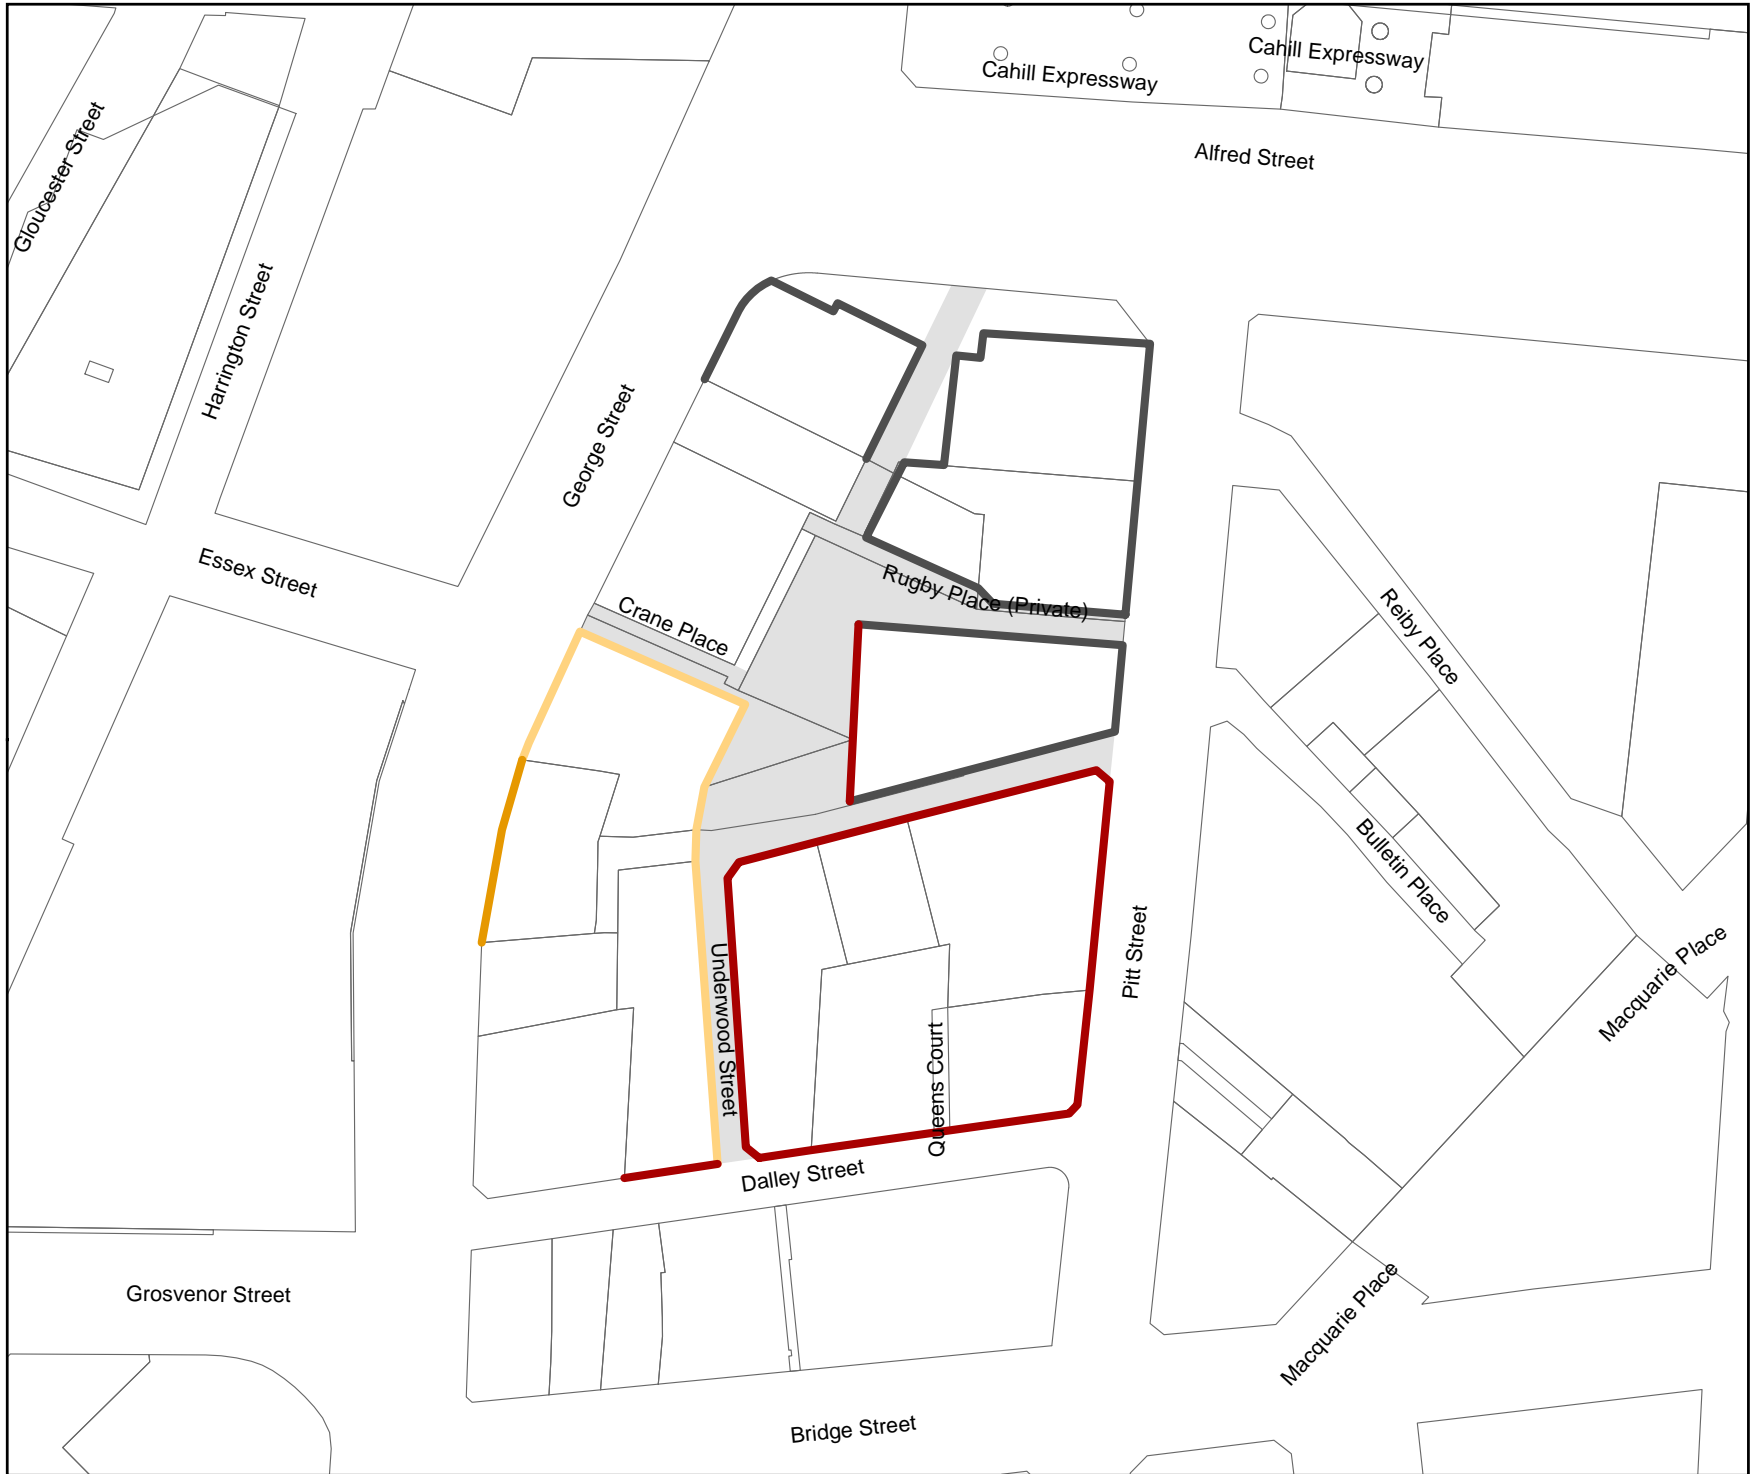 Cahill Expressway
Cahill Expressway
Alfred Street
Gloucester Street
Harrington Street
George Street
Essex Street
Crane Place
Rugby Place (Private)
Reiby Place
Bulletin Place
Macquarie Place
Pitt Street
Underwood Street
Queens Court
Dalley Street
Grosvenor Street
Macquarie Place
Bridge Street